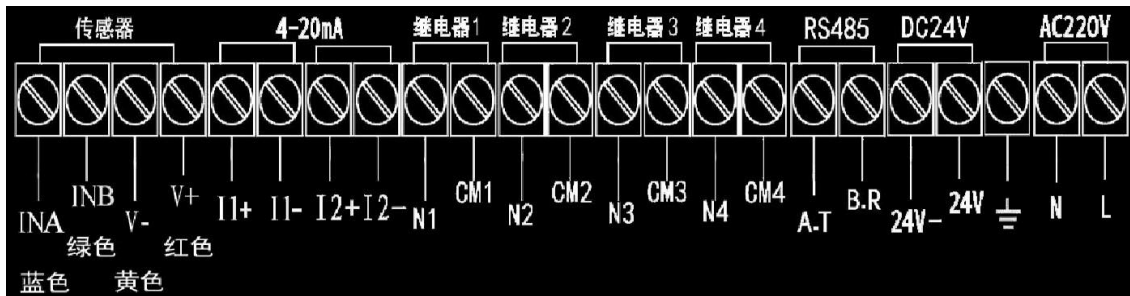 传感器 4-20mA 继电器1 继电器2 继电器3 继电器4 RS485 DC24V AC220V
INA INB V- V+ I1+ I1- I2+ I2- N1 CM1 N2 CM2 N3 CM3 N4 CM4 A.T B.R 24V- 24V N L
蓝色 绿色 黄色 红色